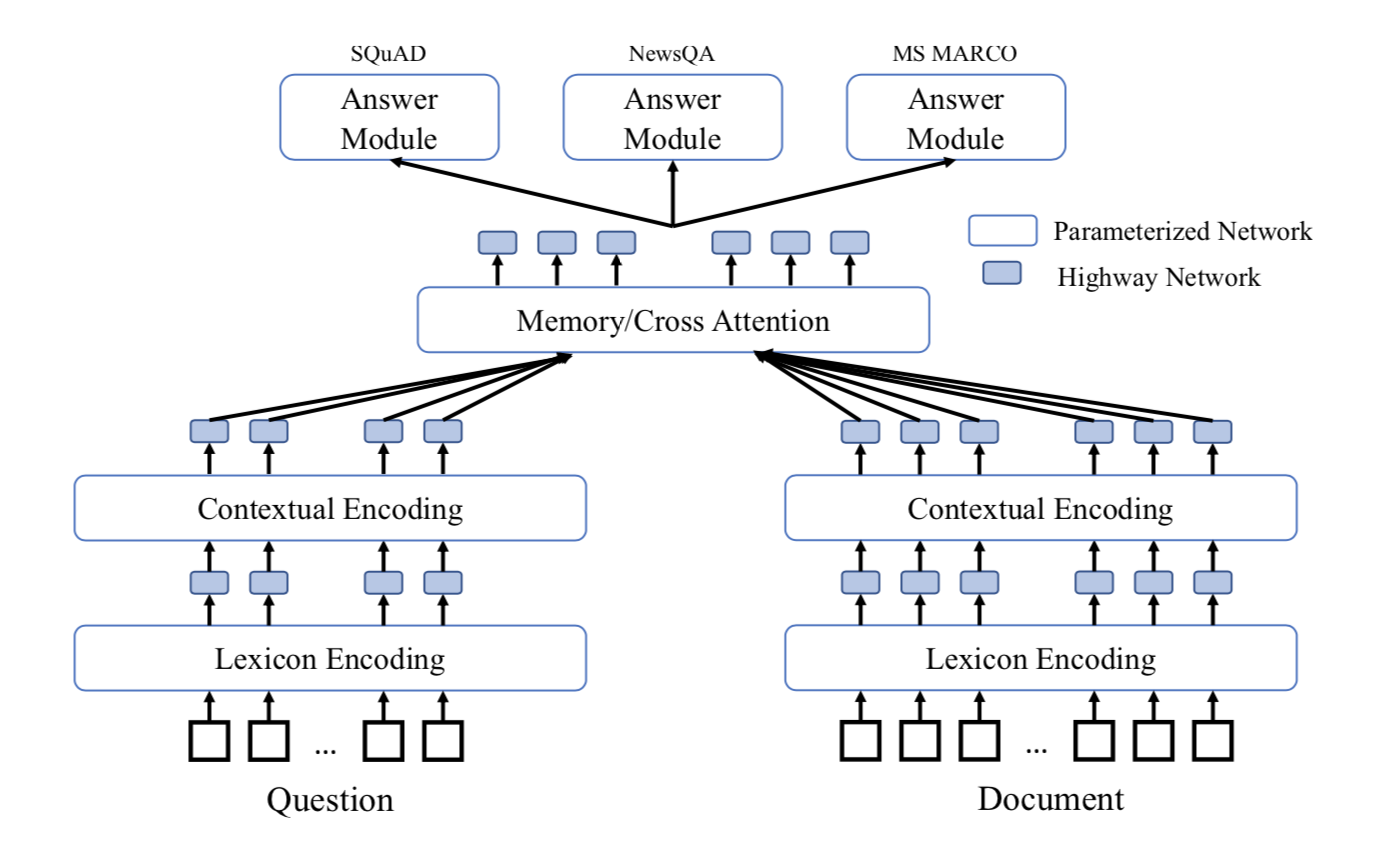 SQuAD
NewsQA
MS MARCO
Answer
Module
Answer
Module
Answer
Module
Parameterized Network
Highway Network
Memory/Cross Attention
Contextual Encoding
Contextual Encoding
Lexicon Encoding
Lexicon Encoding
...
...
Question
Document